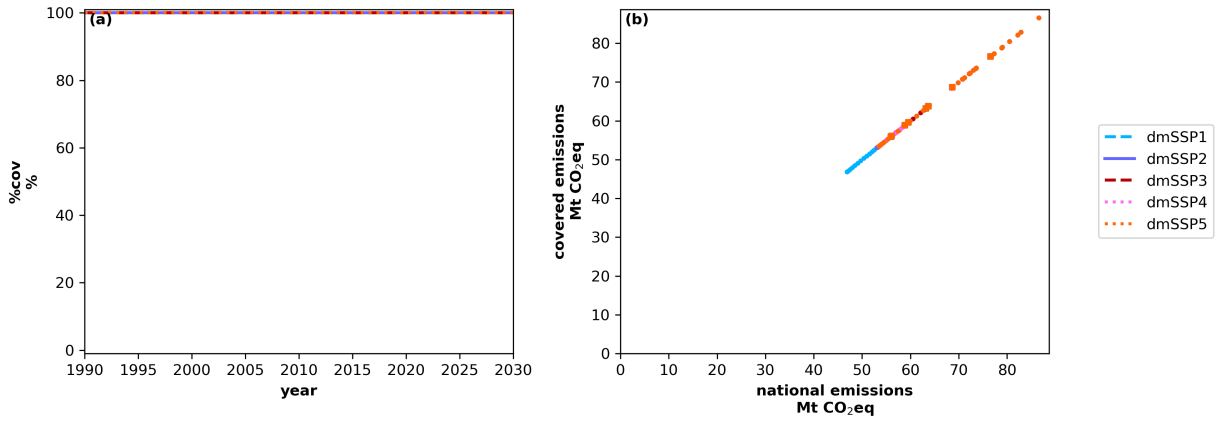 (a)
100
80
60
40
20
0
%cov
%
1990 1995 2000 2005 2010 2015 2020 2025 2030
year
(b)
80
70
60
50
40
30
20
10
0
covered emissions
Mt CO₂eq
0 10 20 30 40 50 60 70 80
national emissions
Mt CO₂eq
dmSSP1
dmSSP2
dmSSP3
dmSSP4
dmSSP5